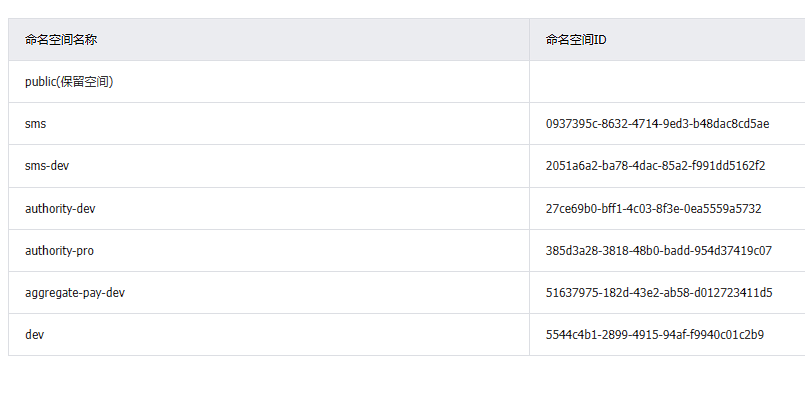 命名空间名称 命名空间ID
public(保留空间)
sms 0937395c-8632-4714-9ed3-b48dac8cd5ae
sms-dev 2051a6a2-ba78-4dac-85a2-f991dd5162f2
authority-dev 27ce69b0-bff1-4c03-8f3e-0ea5559a5732
authority-pro 385d3a28-3818-48b0-badd-954d37419c07
aggregate-pay-dev 51637975-182d-43e2-ab58-d012723411d5
dev 5544c4b1-2899-4915-94af-f9940c01c2b9